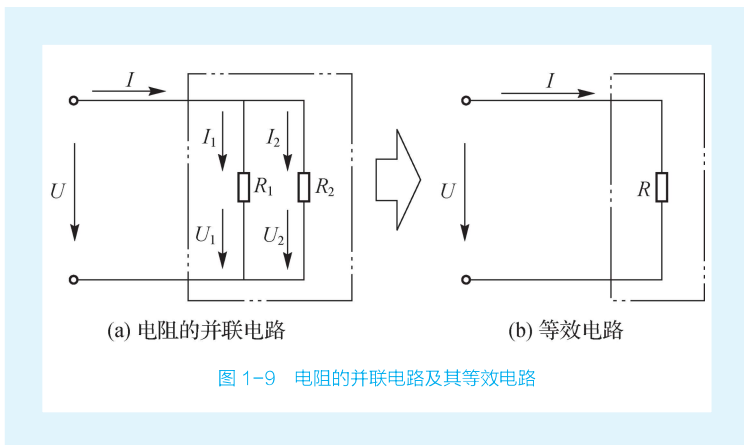 I I
I₁ I₂
U R₁ R₂ U R
U₁ U₂
(a) 电阻的并联电路 (b) 等效电路
图 1-9 电阻的并联电路及其等效电路